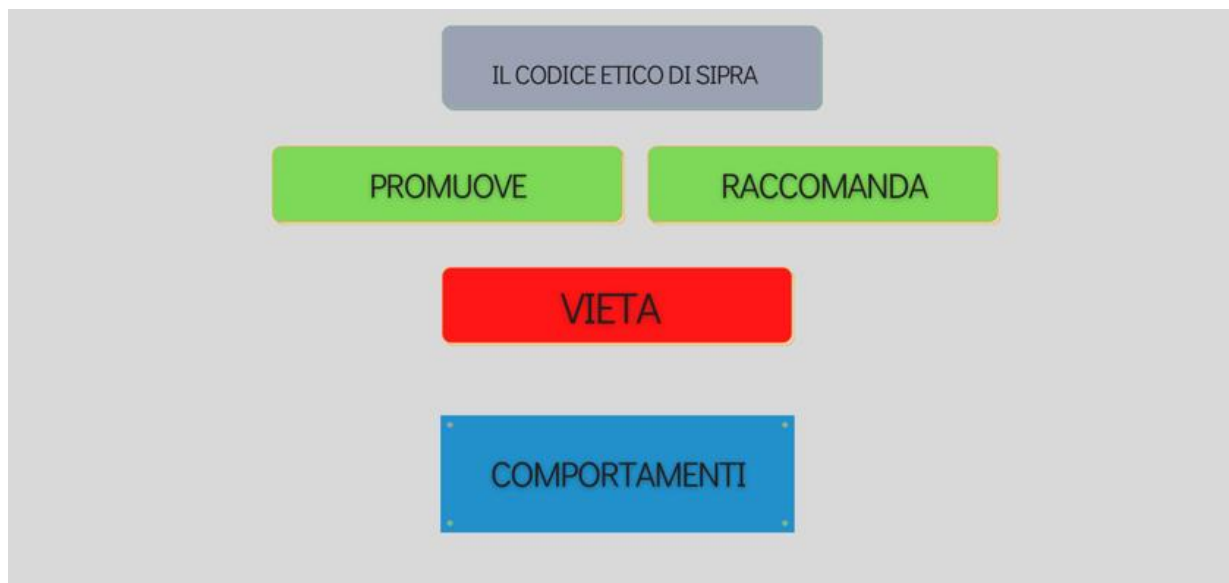 IL CODICE ETICO DI SIPRA
PROMUOVE
RACCOMANDA
VIETA
COMPORTAMENTI